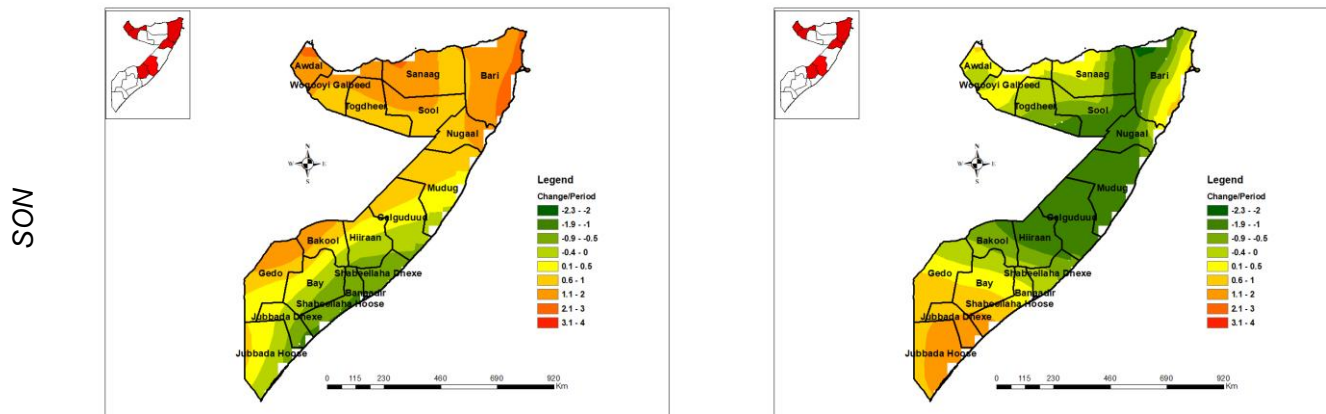 SON
Awdal
Woqooyi Galbeed
Togdheer
Sanaag
Sool
Bari
Nugaal
Mudug
Galguduud
Hiiraan
Bakool
Gedo
Bay
Shabeellaha Dhexe
Banaadir
Shabeellaha Hoose
Jubbada Dhexe
Jubbada Hoose
N
W E
S
Legend
Change/Period
-2.3 - -2
-1.9 - -1
-0.9 - -0.5
-0.4 - 0
0.1 - 0.5
0.6 - 1
1.1 - 2
2.1 - 3
3.1 - 4
0 115 230 460 690 920
Km
Awdal
Woqooyi Galbeed
Togdheer
Sanaag
Sool
Bari
Nugaal
Mudug
Galguduud
Hiiraan
Bakool
Gedo
Bay
Shabeellaha Dhexe
Banaadir
Shabeellaha Hoose
Jubbada Dhexe
Jubbada Hoose
N
W E
S
Legend
Change/Period
-2.3 - -2
-1.9 - -1
-0.9 - -0.5
-0.4 - 0
0.1 - 0.5
0.6 - 1
1.1 - 2
2.1 - 3
3.1 - 4
0 115 230 460 690 920
Km